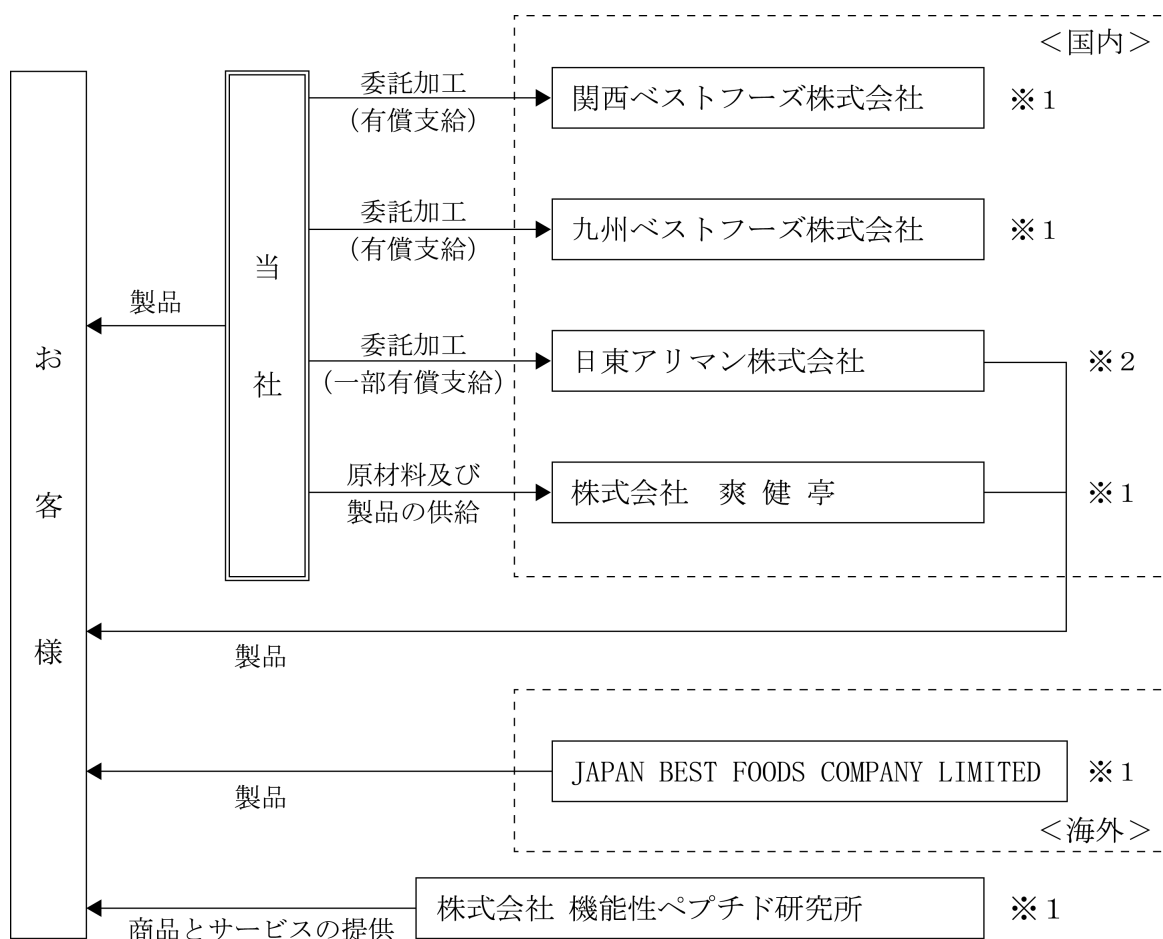 ＜国内＞
委託加工
(有償支給)
関西ベストフーズ株式会社 ※1
委託加工
(有償支給)
九州ベストフーズ株式会社 ※1
当社
製品
委託加工
(一部有償支給)
日東アリマン株式会社 ※2
お客様
原材料及び
製品の供給
株式会社 爽健亭 ※1
製品
JAPAN BEST FOODS COMPANY LIMITED ※1
製品
＜海外＞
株式会社 機能性ペプチド研究所 ※1
商品とサービスの提供